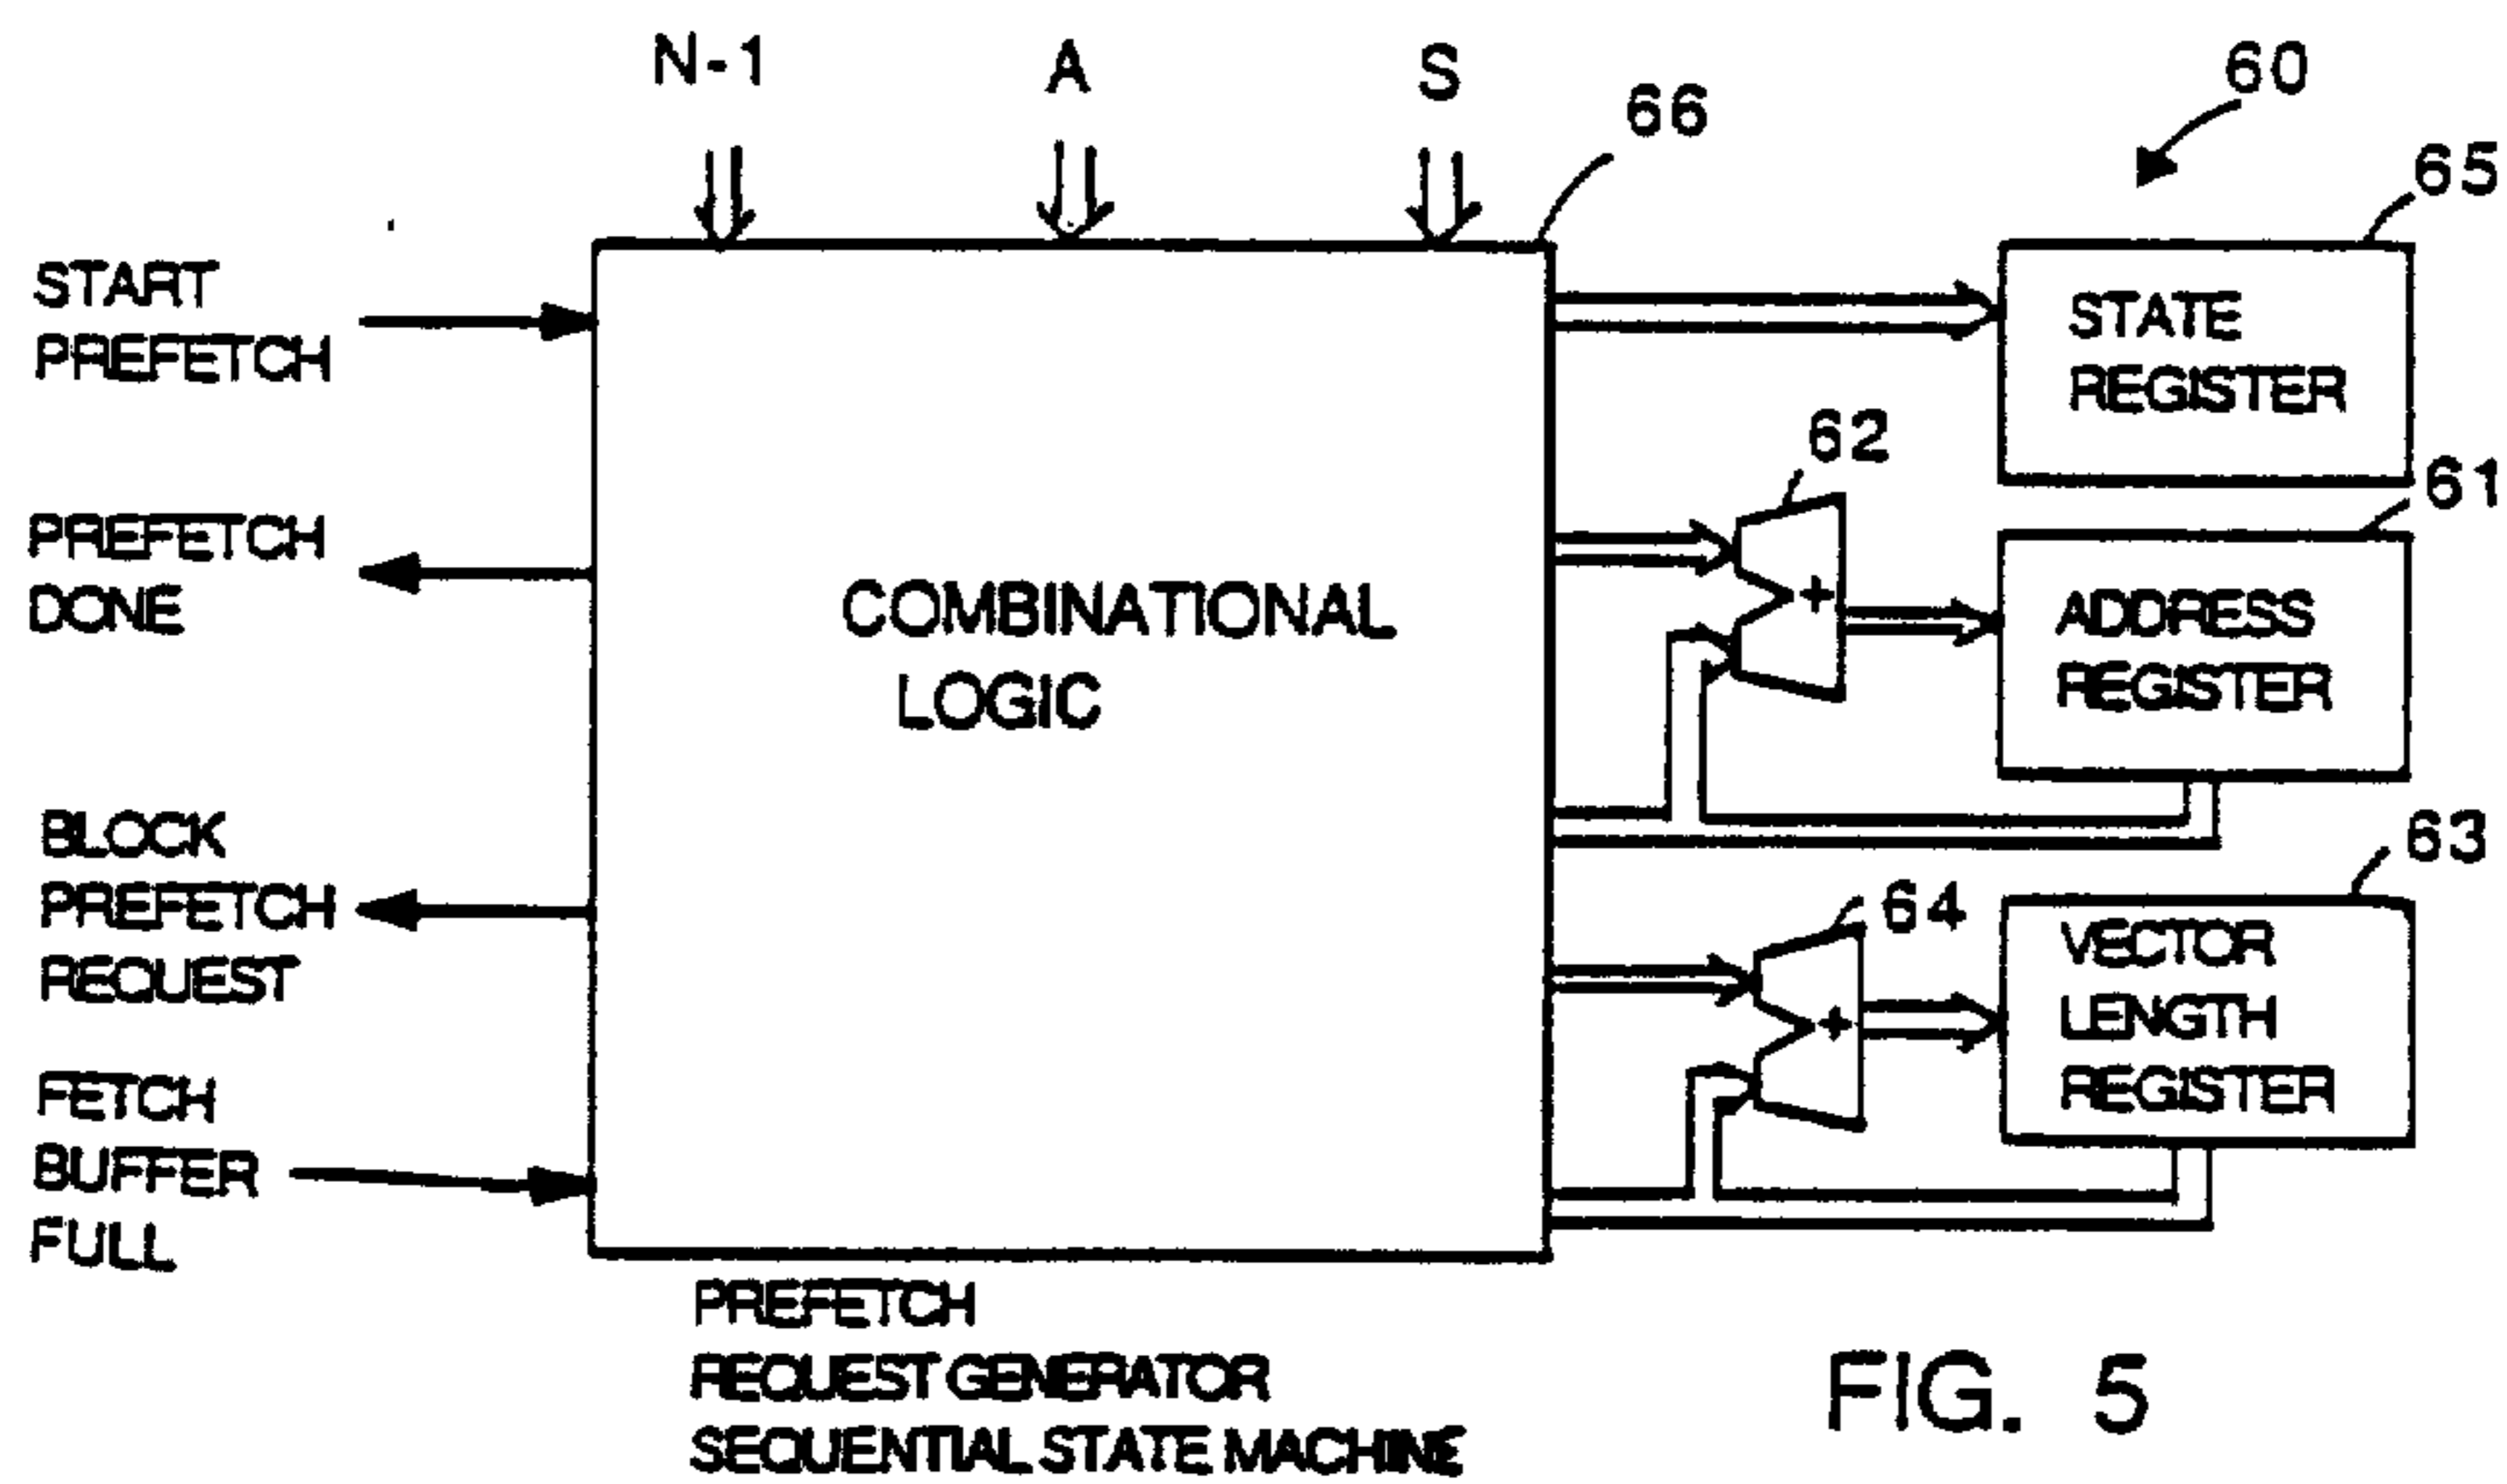 N-1
A
S
66
60
65
START
PREFETCH
STATE
REGISTER
62
61
PREFETCH
DONE
COMBINATIONAL
LOGIC
+
ADDRESS
REGISTER
63
BLOCK
PREFETCH
REQUEST
64
VECTOR
LENGTH
REGISTER
+
FETCH
BUFFER
FULL
PREFETCH
REQUEST GENERATOR
SEQUENTIAL STATE MACHINE
FIG. 5